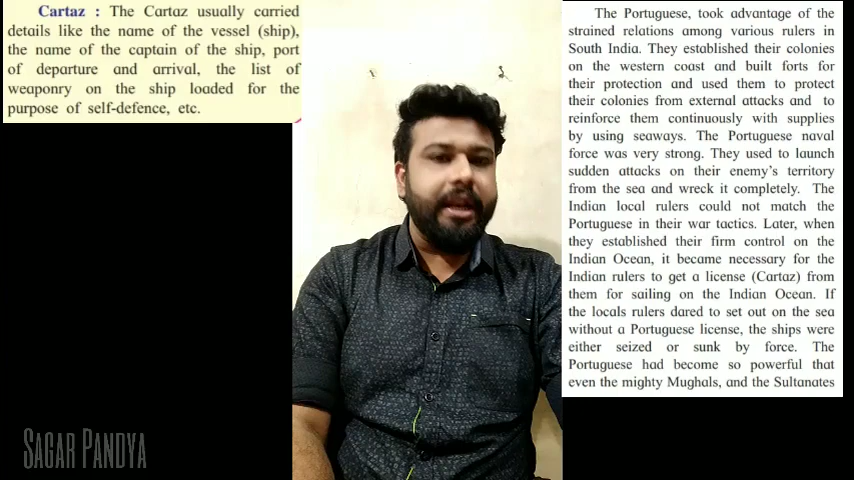 Cartaz : The Cartaz usually carried
details like the name of the vessel (ship),
the name of the captain of the ship, port
of departure and arrival, the list of
weaponry on the ship loaded for the
purpose of self-defence, etc.
The Portuguese, took advantage of the
strained relations among various rulers in
South India. They established their colonies
on the western coast and built forts for
their protection and used them to protect
their colonies from external attacks and to
reinforce them continuously with supplies
by using seaways. The Portuguese naval
force was very strong. They used to launch
sudden attacks on their enemy's territory
from the sea and wreck it completely. The
Indian local rulers could not match the
Portuguese in their war tactics. Later, when
they established their firm control on the
Indian Ocean, it became necessary for the
Indian rulers to get a license (Cartaz) from
them for sailing on the Indian Ocean. If
the locals rulers dared to set out on the sea
without a Portuguese license, the ships were
either seized or sunk by force. The
Portuguese had become so powerful that
even the mighty Mughals, and the Sultanates
SAGAR PANDYA